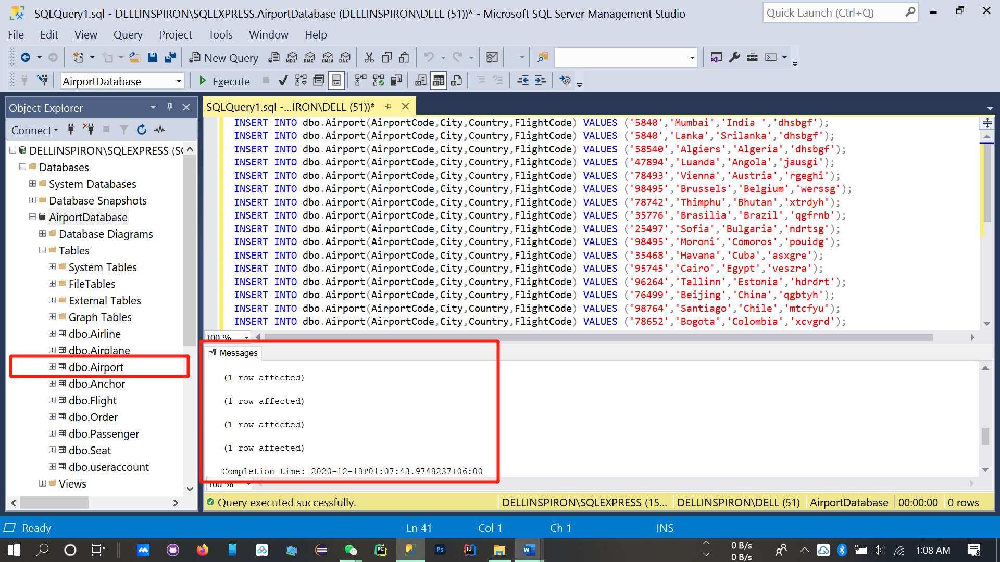 SQLQuery1.sql - DELLINSPIRON\SQLEXPRESS.AirportDatabase (DELLINSPIRON\DELL (51))* - Microsoft SQL Server Management Studio
Quick Launch (Ctrl+Q)
File Edit View Query Project Tools Window Help
New Query
MDX DMX XMLA DAX
AirportDatabase
Execute
Object Explorer
Connect
DELLINSPIRON\SQLEXPRESS (SC
Databases
System Databases
Database Snapshots
AirportDatabase
Database Diagrams
Tables
System Tables
FileTables
External Tables
Graph Tables
dbo.Airline
dbo.Airplane
dbo.Airport
dbo.Anchor
dbo.Flight
dbo.Order
dbo.Passenger
dbo.Seat
dbo.useraccount
Views
SQLQuery1.sql -...IRON\DELL (51))*
INSERT INTO dbo.Airport(AirportCode,City,Country,FlightCode) VALUES ('5840','Mumbai','India ','dhsbgf');
INSERT INTO dbo.Airport(AirportCode,City,Country,FlightCode) VALUES ('5840','Lanka','Srilanka','dhsbgf');
INSERT INTO dbo.Airport(AirportCode,City,Country,FlightCode) VALUES ('58540','Algiers','Algeria','dhsbgf');
INSERT INTO dbo.Airport(AirportCode,City,Country,FlightCode) VALUES ('47894','Luanda','Angola','jausgi');
INSERT INTO dbo.Airport(AirportCode,City,Country,FlightCode) VALUES ('78493','Vienna','Austria','rgeghi');
INSERT INTO dbo.Airport(AirportCode,City,Country,FlightCode) VALUES ('98495','Brussels','Belgium','werssg');
INSERT INTO dbo.Airport(AirportCode,City,Country,FlightCode) VALUES ('78742','Thimphu','Bhutan','xtrdyh');
INSERT INTO dbo.Airport(AirportCode,City,Country,FlightCode) VALUES ('35776','Brasilia','Brazil','qgfrnb');
INSERT INTO dbo.Airport(AirportCode,City,Country,FlightCode) VALUES ('25497','Sofia','Bulgaria','ndrtsg');
INSERT INTO dbo.Airport(AirportCode,City,Country,FlightCode) VALUES ('98495','Moroni','Comoros','pouidg');
INSERT INTO dbo.Airport(AirportCode,City,Country,FlightCode) VALUES ('35468','Havana','Cuba','asxgre');
INSERT INTO dbo.Airport(AirportCode,City,Country,FlightCode) VALUES ('95745','Cairo','Egypt','veszra');
INSERT INTO dbo.Airport(AirportCode,City,Country,FlightCode) VALUES ('96264','Tallinn','Estonia','hdrdrt');
INSERT INTO dbo.Airport(AirportCode,City,Country,FlightCode) VALUES ('76499','Beijing','China','qgbtyh');
INSERT INTO dbo.Airport(AirportCode,City,Country,FlightCode) VALUES ('98764','Santiago','Chile','mtcfyu');
INSERT INTO dbo.Airport(AirportCode,City,Country,FlightCode) VALUES ('78652','Bogota','Colombia','xcvgrd');
100 %
Messages
(1 row affected)
(1 row affected)
(1 row affected)
(1 row affected)
Completion time: 2020-12-18T01:07:43.9748237+06:00
100 %
Query executed successfully.
DELLINSPIRON\SQLEXPRESS (15... DELLINSPIRON\DELL (51) AirportDatabase 00:00:00 0 rows
Ready
Ln 41 Col 1 Ch 1 INS
PC
Ps
IJ
W
0 B/s
0 B/s
1:08 AM